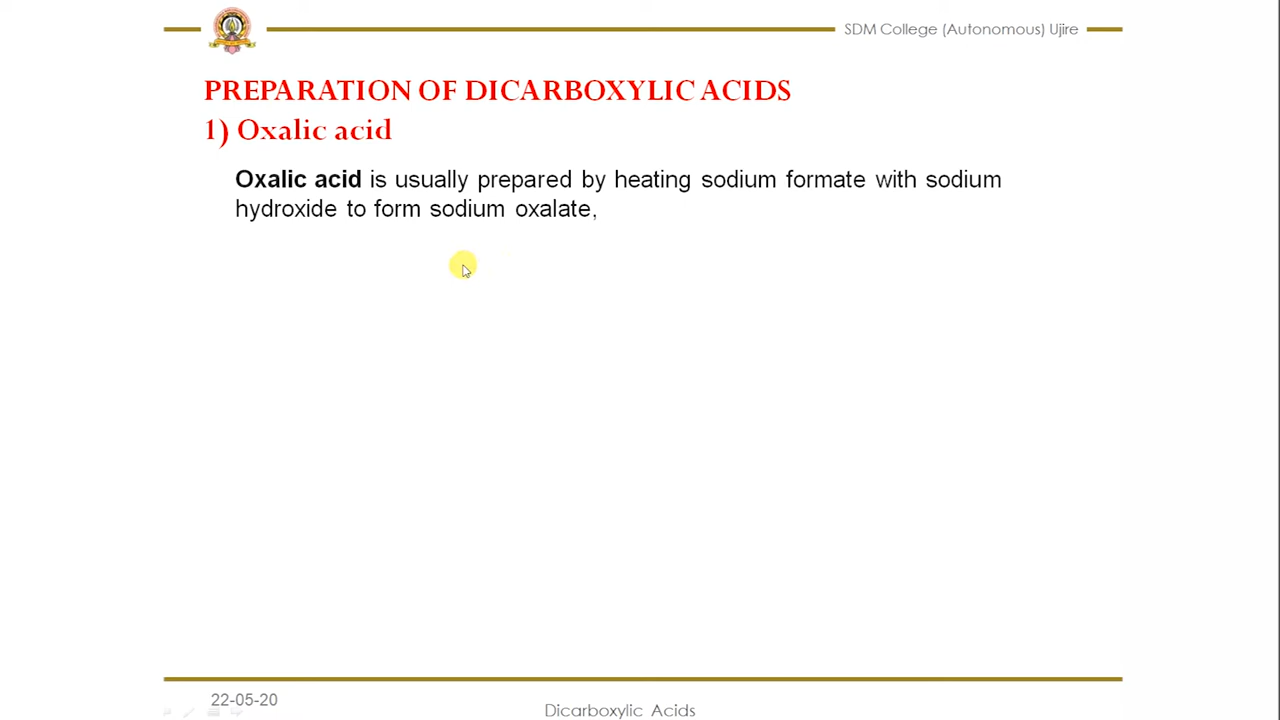 SDM College (Autonomous) Ujire
PREPARATION OF DICARBOXYLIC ACIDS
1) Oxalic acid
Oxalic acid is usually prepared by heating sodium formate with sodium
hydroxide to form sodium oxalate,
22-05-20
Dicarboxylic Acids